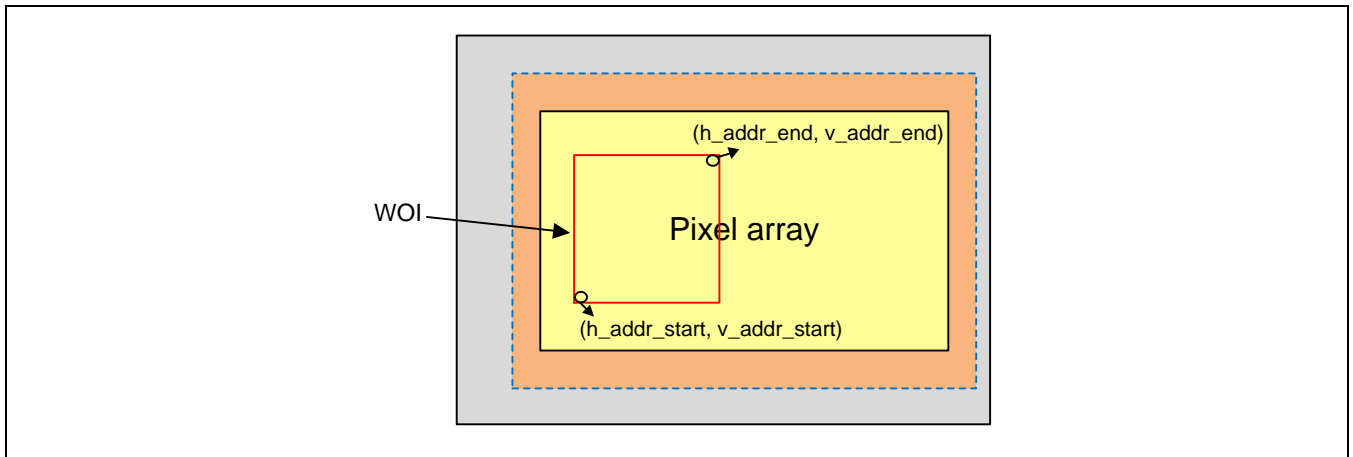 (h_addr_end, v_addr_end)
WOI
Pixel array
(h_addr_start, v_addr_start)